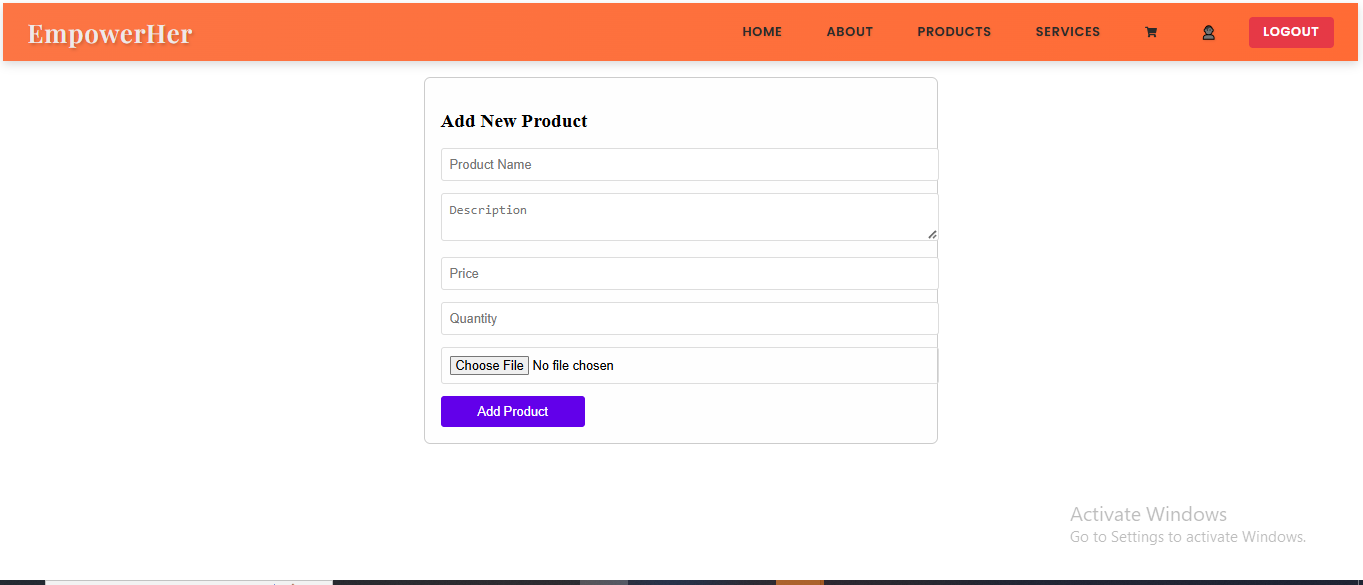 EmpowerHer
HOME ABOUT PRODUCTS SERVICES LOGOUT
Add New Product
Product Name
Description
Price
Quantity
Choose File No file chosen
Add Product
Activate Windows
Go to Settings to activate Windows.